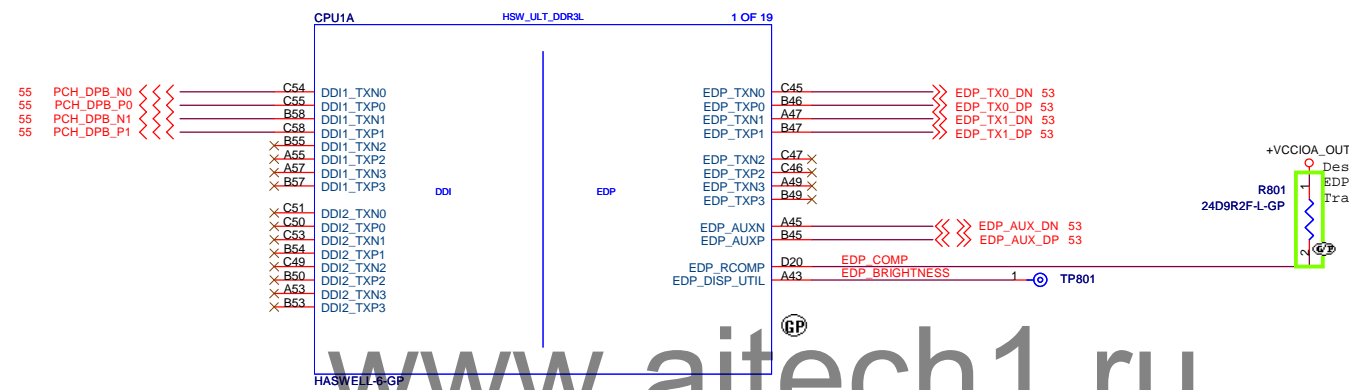 CPU1A HSW_ULT_DDR3L 1 OF 19
55 PCH_DPB_N0 C54 DDI1_TXN0 EDP_TXN0 C45 EDP_TX0_DN 53
55 PCH_DPB_P0 C55 DDI1_TXP0 EDP_TXP0 B46 EDP_TX0_DP 53
55 PCH_DPB_N1 B58 DDI1_TXN1 EDP_TXN1 A47 EDP_TX1_DN 53
55 PCH_DPB_P1 C58 DDI1_TXP1 EDP_TXP1 B47 EDP_TX1_DP 53
B55 DDI1_TXN2
A55 DDI1_TXP2 EDP_TXN2 C47
A57 DDI1_TXN3 EDP_TXP2 C46
B57 DDI1_TXP3 EDP_TXN3 A49
EDP_TXP3 B49
DDI EDP
+VCCIOA_OUT
Des
EDP
Tra
R801
24D9R2F-L-GP
1
2
GP
C51 DDI2_TXN0
C50 DDI2_TXP0 EDP_AUXN A45 EDP_AUX_DN 53
C53 DDI2_TXN1 EDP_AUXP B45 EDP_AUX_DP 53
B54 DDI2_TXP1
C49 DDI2_TXN2 EDP_RCOMP D20 EDP_COMP
B50 DDI2_TXP2 EDP_DISP_UTIL A43 EDP_BRIGHTNESS 1 TP801
A53 DDI2_TXN3
B53 DDI2_TXP3
GP
HASWELL-6-GP
www.aitech1.ru